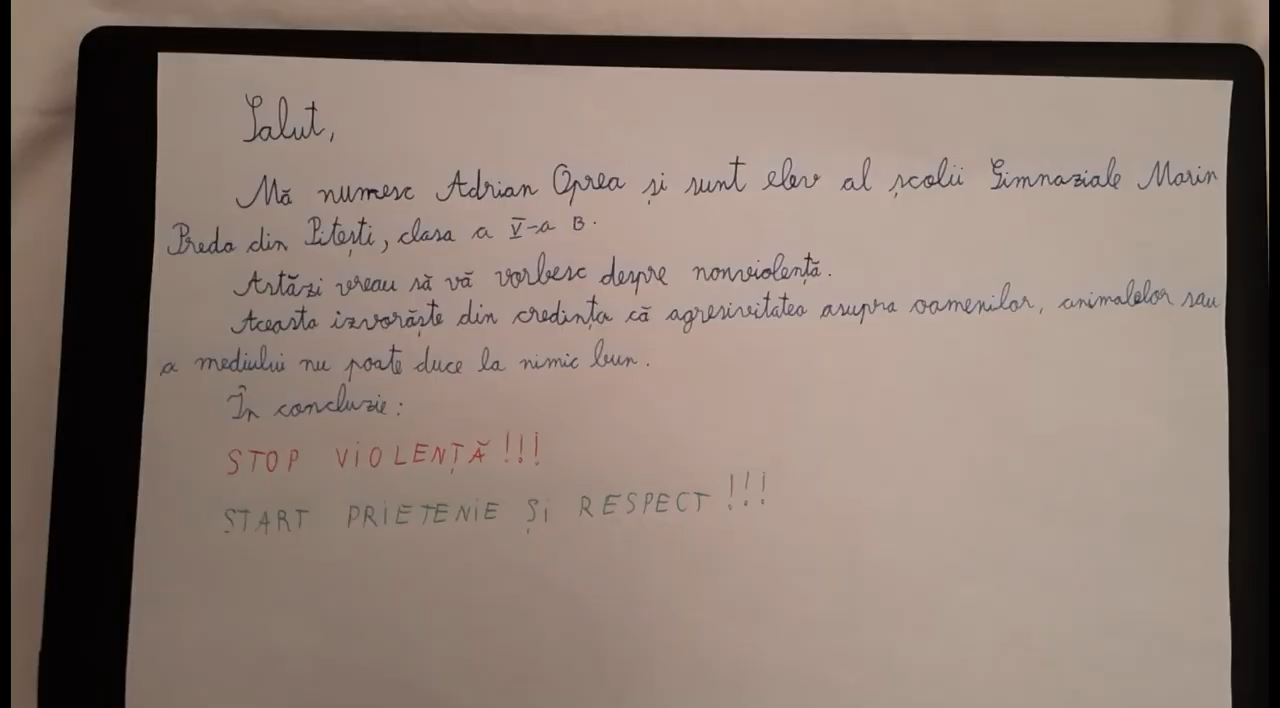 Salut,
Mă numesc Adrian Oprea și sunt elev al școlii Gimnaziale Marin
Preda din Pitești, clasa a V-a B.
Astăzi vreau să vă vorbesc despre nonviolență.
Aceasta izvorăște din credința că agresivitatea asupra oamenilor, animalelor sau
a mediului nu poate duce la nimic bun.
În concluzie:
STOP VIOLENȚĂ!!!
START PRIETENIE ȘI RESPECT!!!